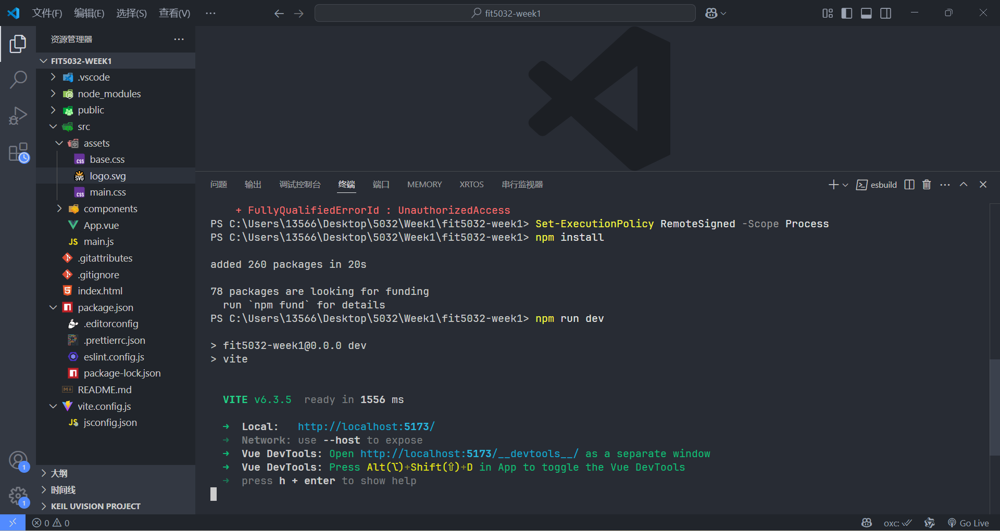 文件(F) 编辑(E) 选择(S) 查看(V) ··· fit5032-week1
资源管理器 ···
FIT5032-WEEK1
.vscode
node_modules
public
src
assets
base.css
logo.svg
main.css
components
App.vue
main.js
.gitattributes
.gitignore
index.html
package.json
.editorconfig
.prettierrc.json
eslint.config.js
package-lock.json
README.md
vite.config.js
jsconfig.json
大纲
时间线
KEIL UVISION PROJECT
问题 输出 调试控制台 终端 端口 MEMORY XRTOS 串行监视器 esbuild ···
+ FullyQualifiedErrorId : UnauthorizedAccess
PS C:\Users\13566\Desktop\5032\Week1\fit5032-week1> Set-ExecutionPolicy RemoteSigned -Scope Process
PS C:\Users\13566\Desktop\5032\Week1\fit5032-week1> npm install
added 260 packages in 20s
78 packages are looking for funding
run `npm fund` for details
PS C:\Users\13566\Desktop\5032\Week1\fit5032-week1> npm run dev
> fit5032-week1@0.0.0 dev
> vite
VITE v6.3.5 ready in 1556 ms
➜ Local: http://localhost:5173/
➜ Network: use --host to expose
➜ Vue DevTools: Open http://localhost:5173/__devtools__/ as a separate window
➜ Vue DevTools: Press Alt(⌥)+Shift(⇧)+D in App to toggle the Vue DevTools
➜ press h + enter to show help
1
1
0 0 oxc: Go Live